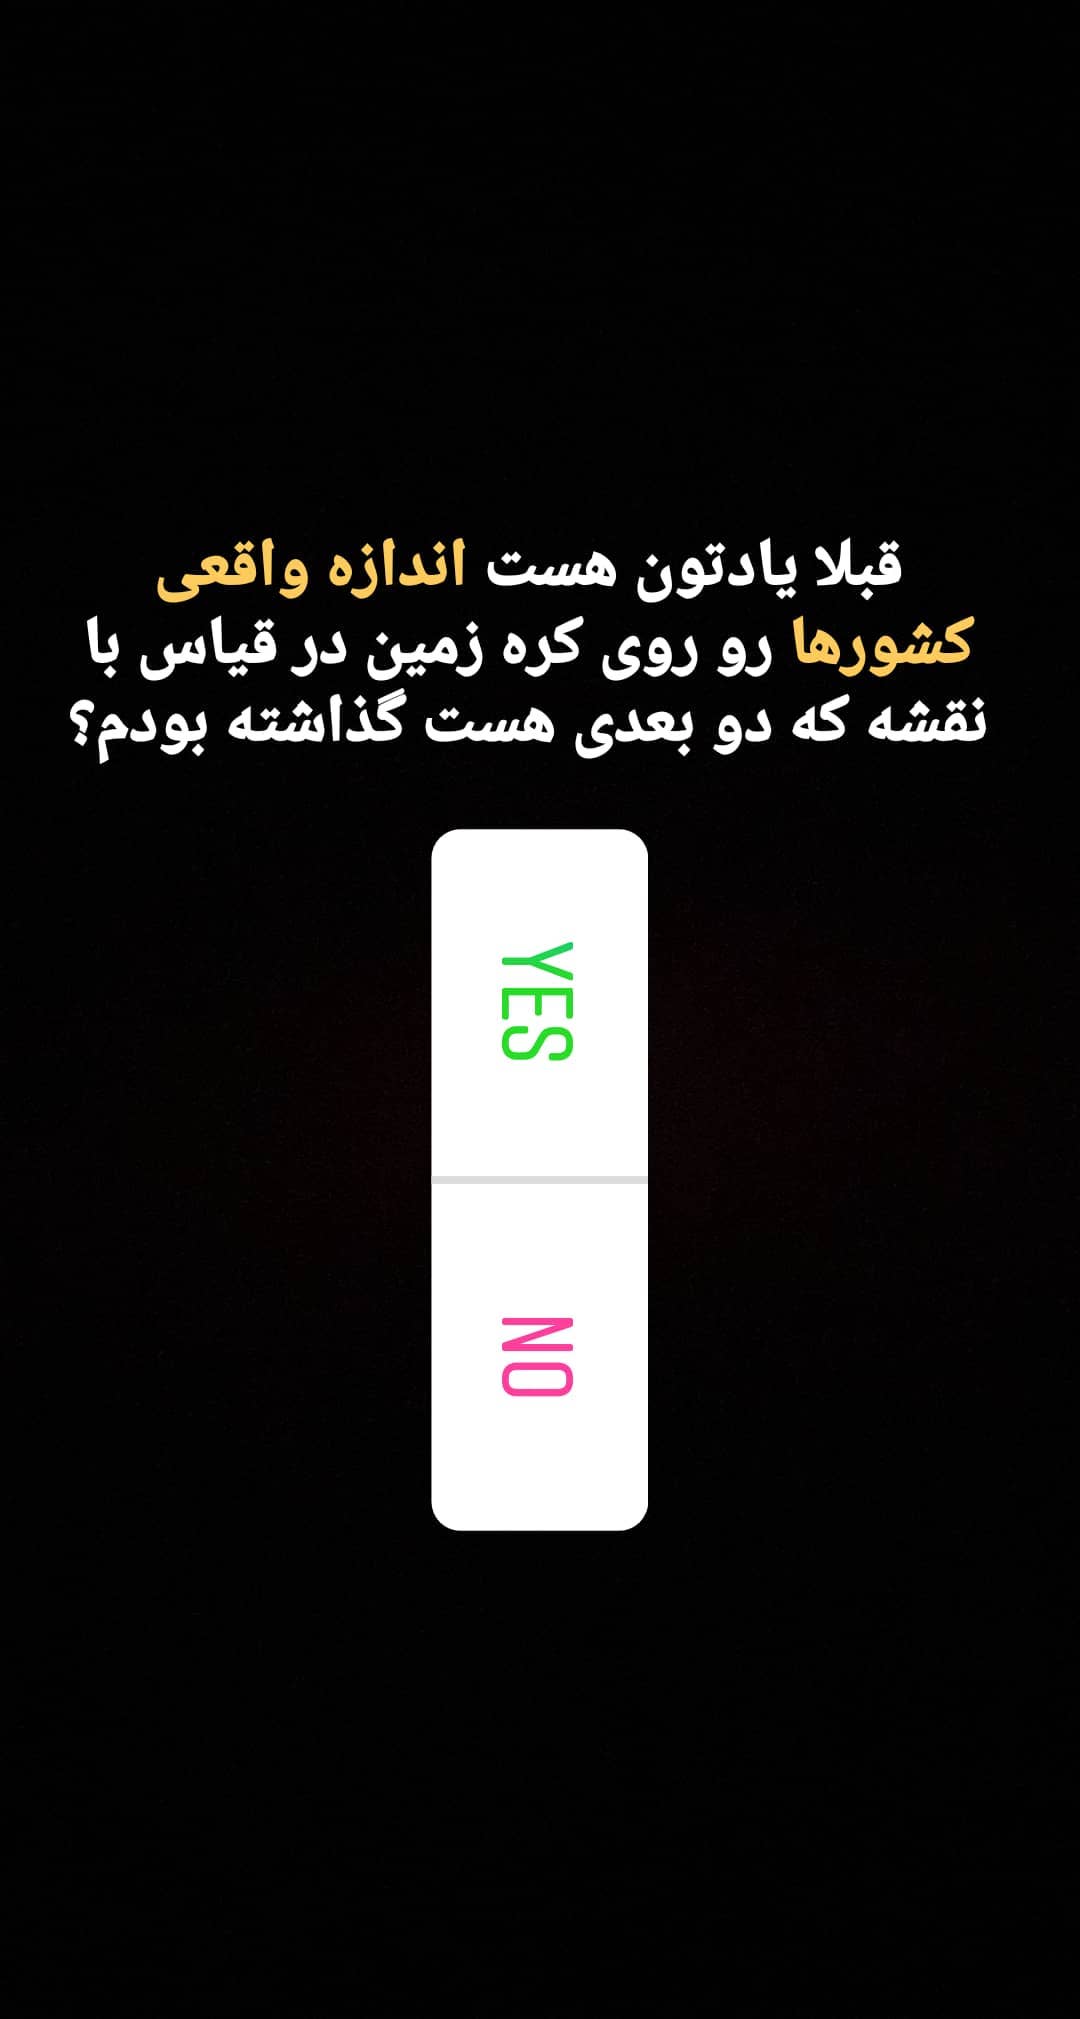 قبلا یادتون هست اندازه واقعی
کشورها رو روی کره زمین در قیاس با
نقشه که دو بعدی هست گذاشته بودم؟
YES
NO